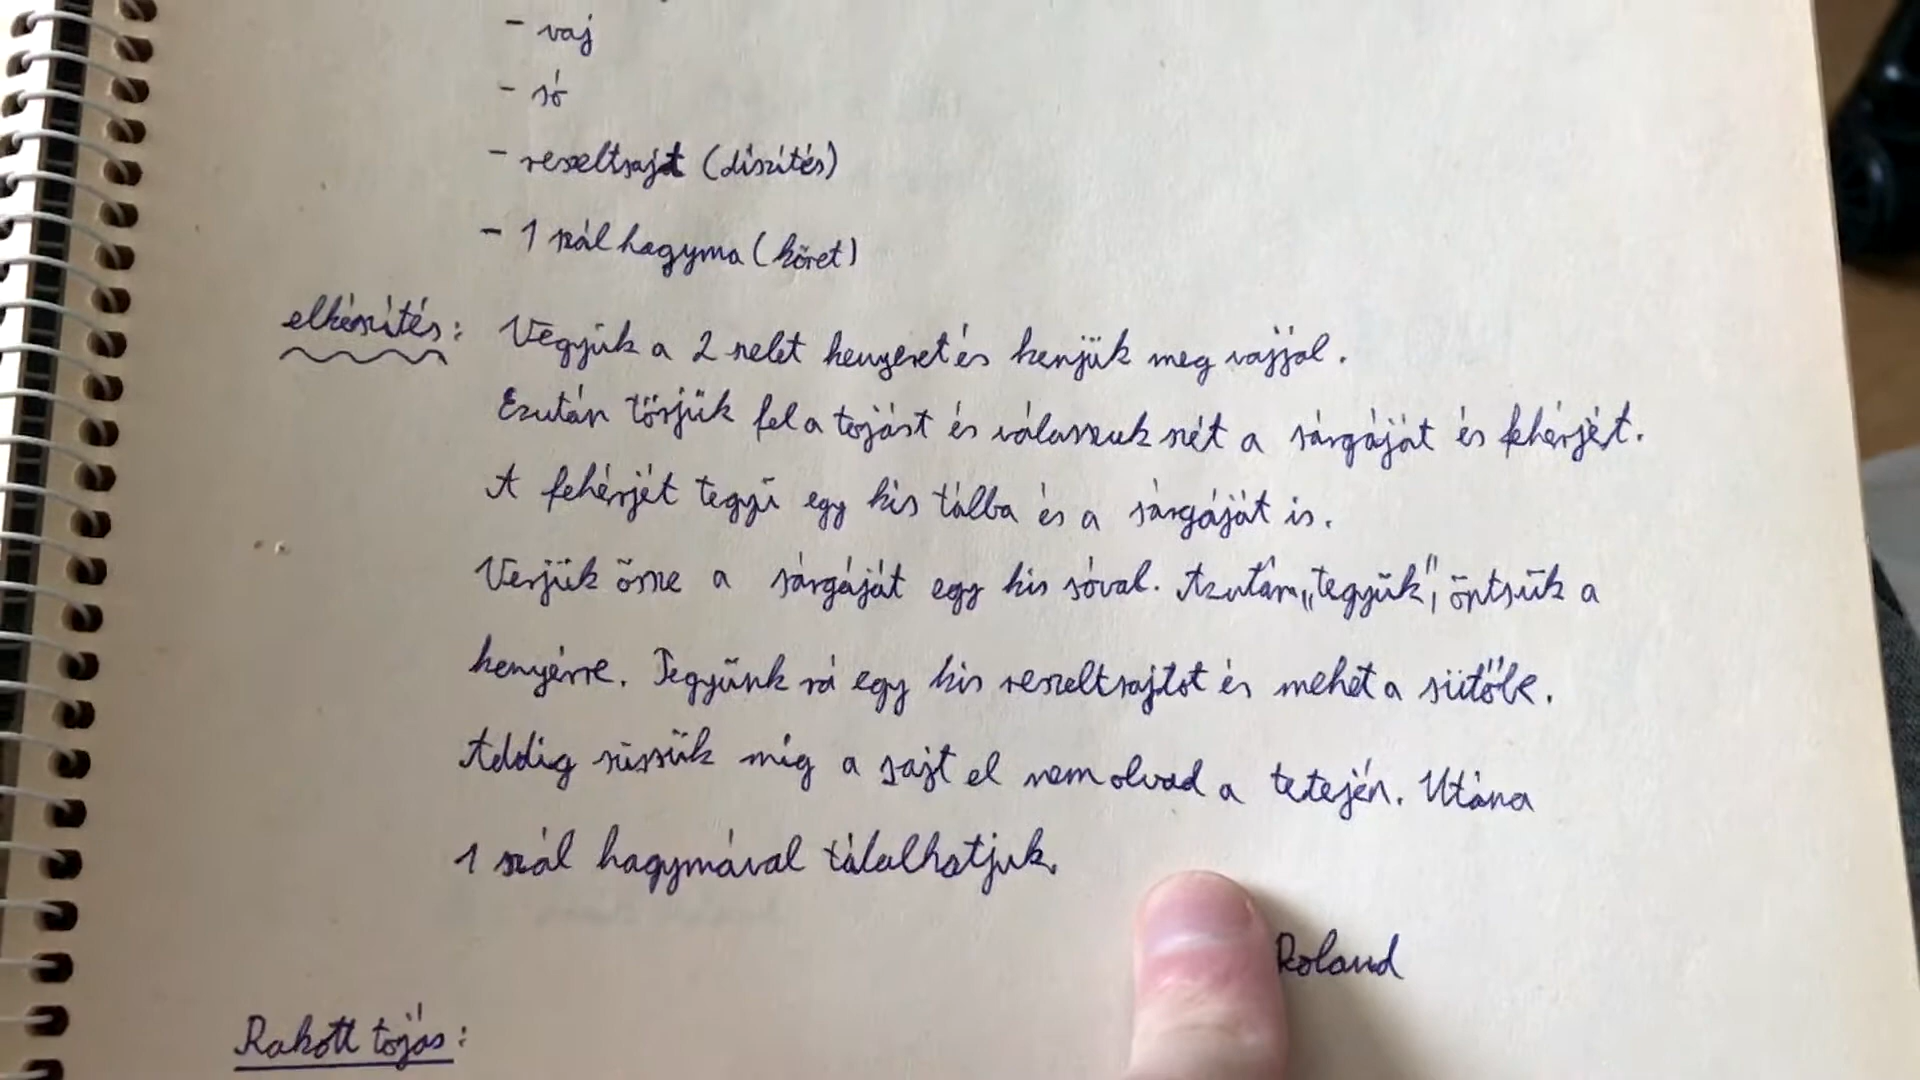 - vaj
- só
- reszeltsajt (díszítés)
- 1 szál hagyma (köret)
elkészítés: Vegyük a 2 szelet kenyeret és kenjük meg vajjal.
Ezután törjük fel a tojást és válasszuk szét a sárgáját és fehérjét.
A fehérjét tegyü egy kis tálba és a sárgáját is.
Verjük össze a sárgáját egy kis sóval. Azután „tegyük", öntsük a
kenyérre. Tegyünk rá egy kis reszeltsajtot és mehet a sütőbe.
Addig süssük míg a sajt el nem olvad a tetején. Utána
1 szál hagymával tálalhatjuk.
Roland
Rakott tojás: